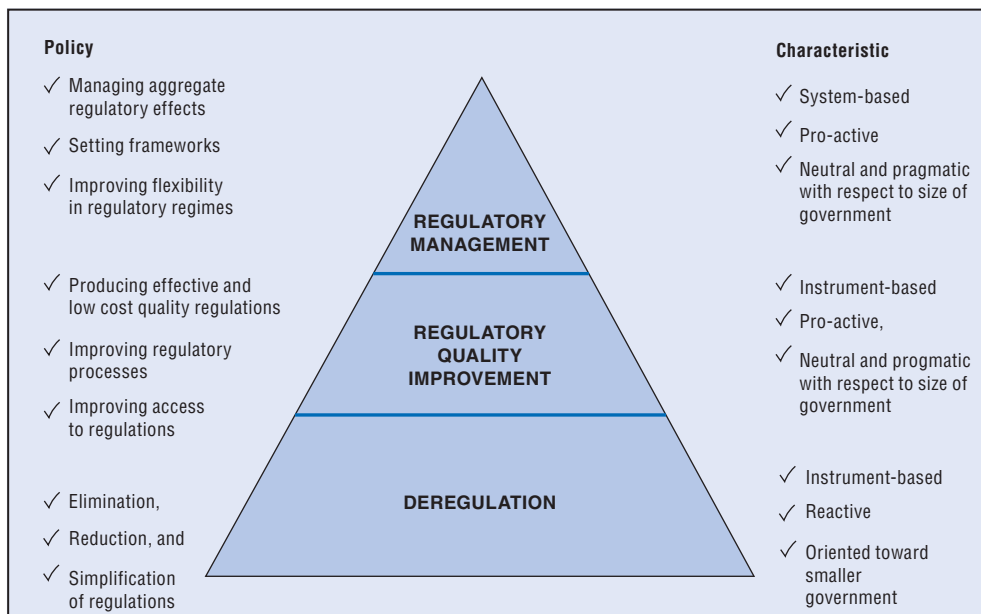 Policy
Managing aggregate
regulatory effects
Setting frameworks
Improving flexibility
in regulatory regimes
Producing effective and
low cost quality regulations
Improving regulatory
processes
Improving access
to regulations
Elimination,
Reduction, and
Simplification
of regulations
REGULATORY
MANAGEMENT
REGULATORY
QUALITY
IMPROVEMENT
DEREGULATION
Characteristic
System-based
Pro-active
Neutral and pragmatic
with respect to size of
government
Instrument-based
Pro-active,
Neutral and progmatic
with respect to size of
government
Instrument-based
Reactive
Oriented toward
smaller
government